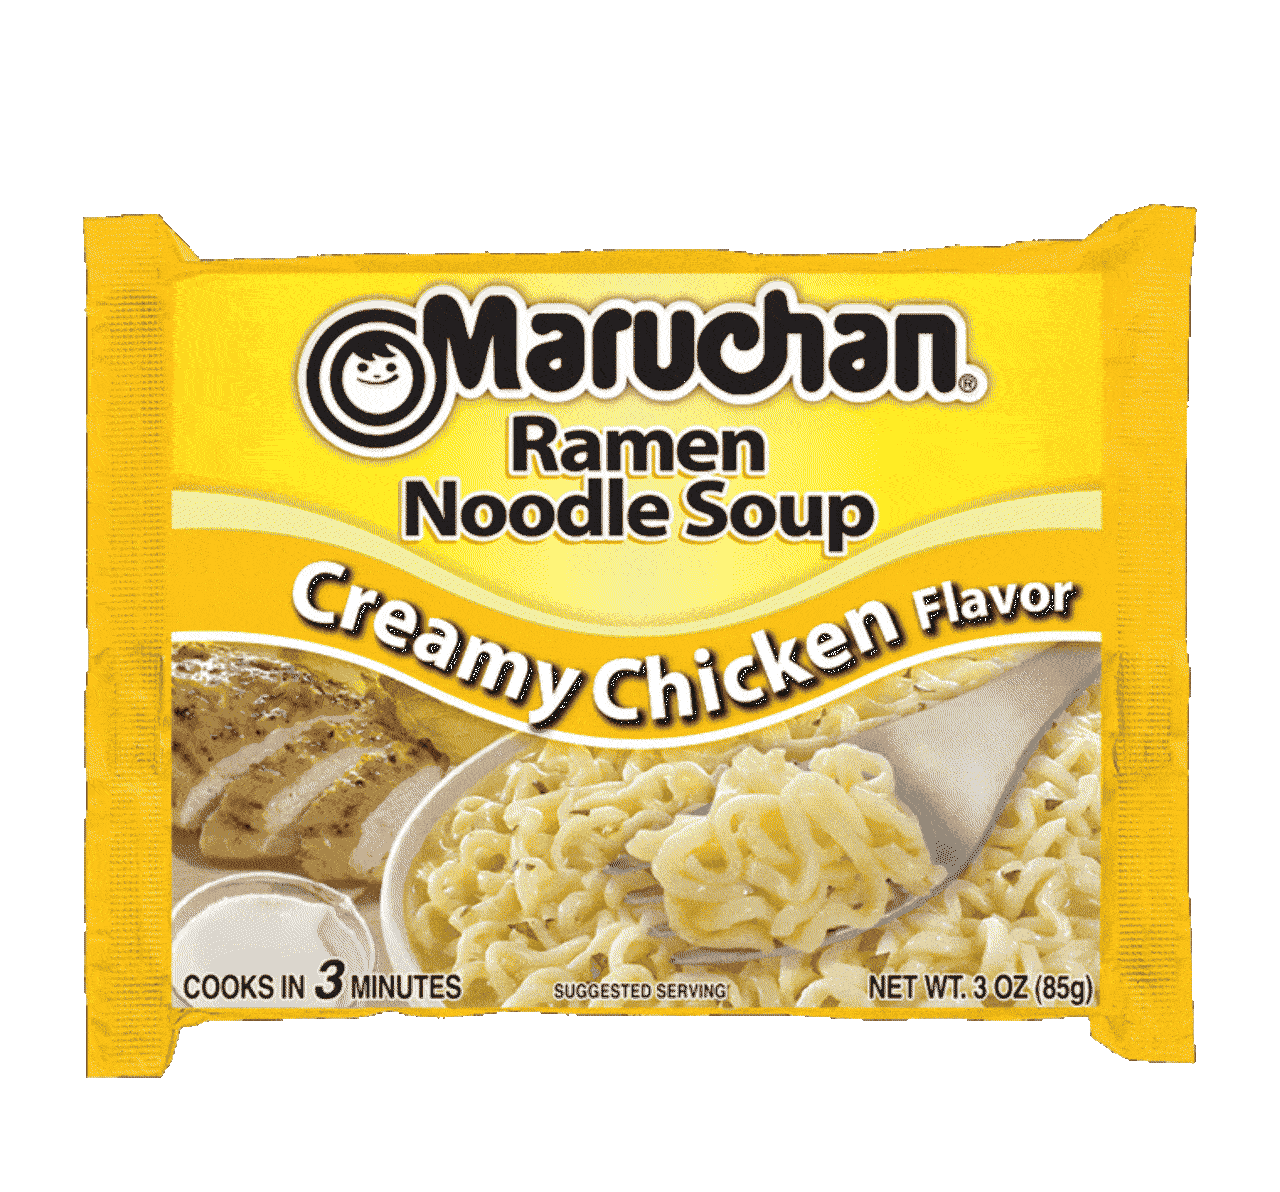 Maruchan®
Ramen
Noodle Soup
Creamy Chicken Flavor
COOKS IN 3 MINUTES
SUGGESTED SERVING
NET WT. 3 OZ (85g)